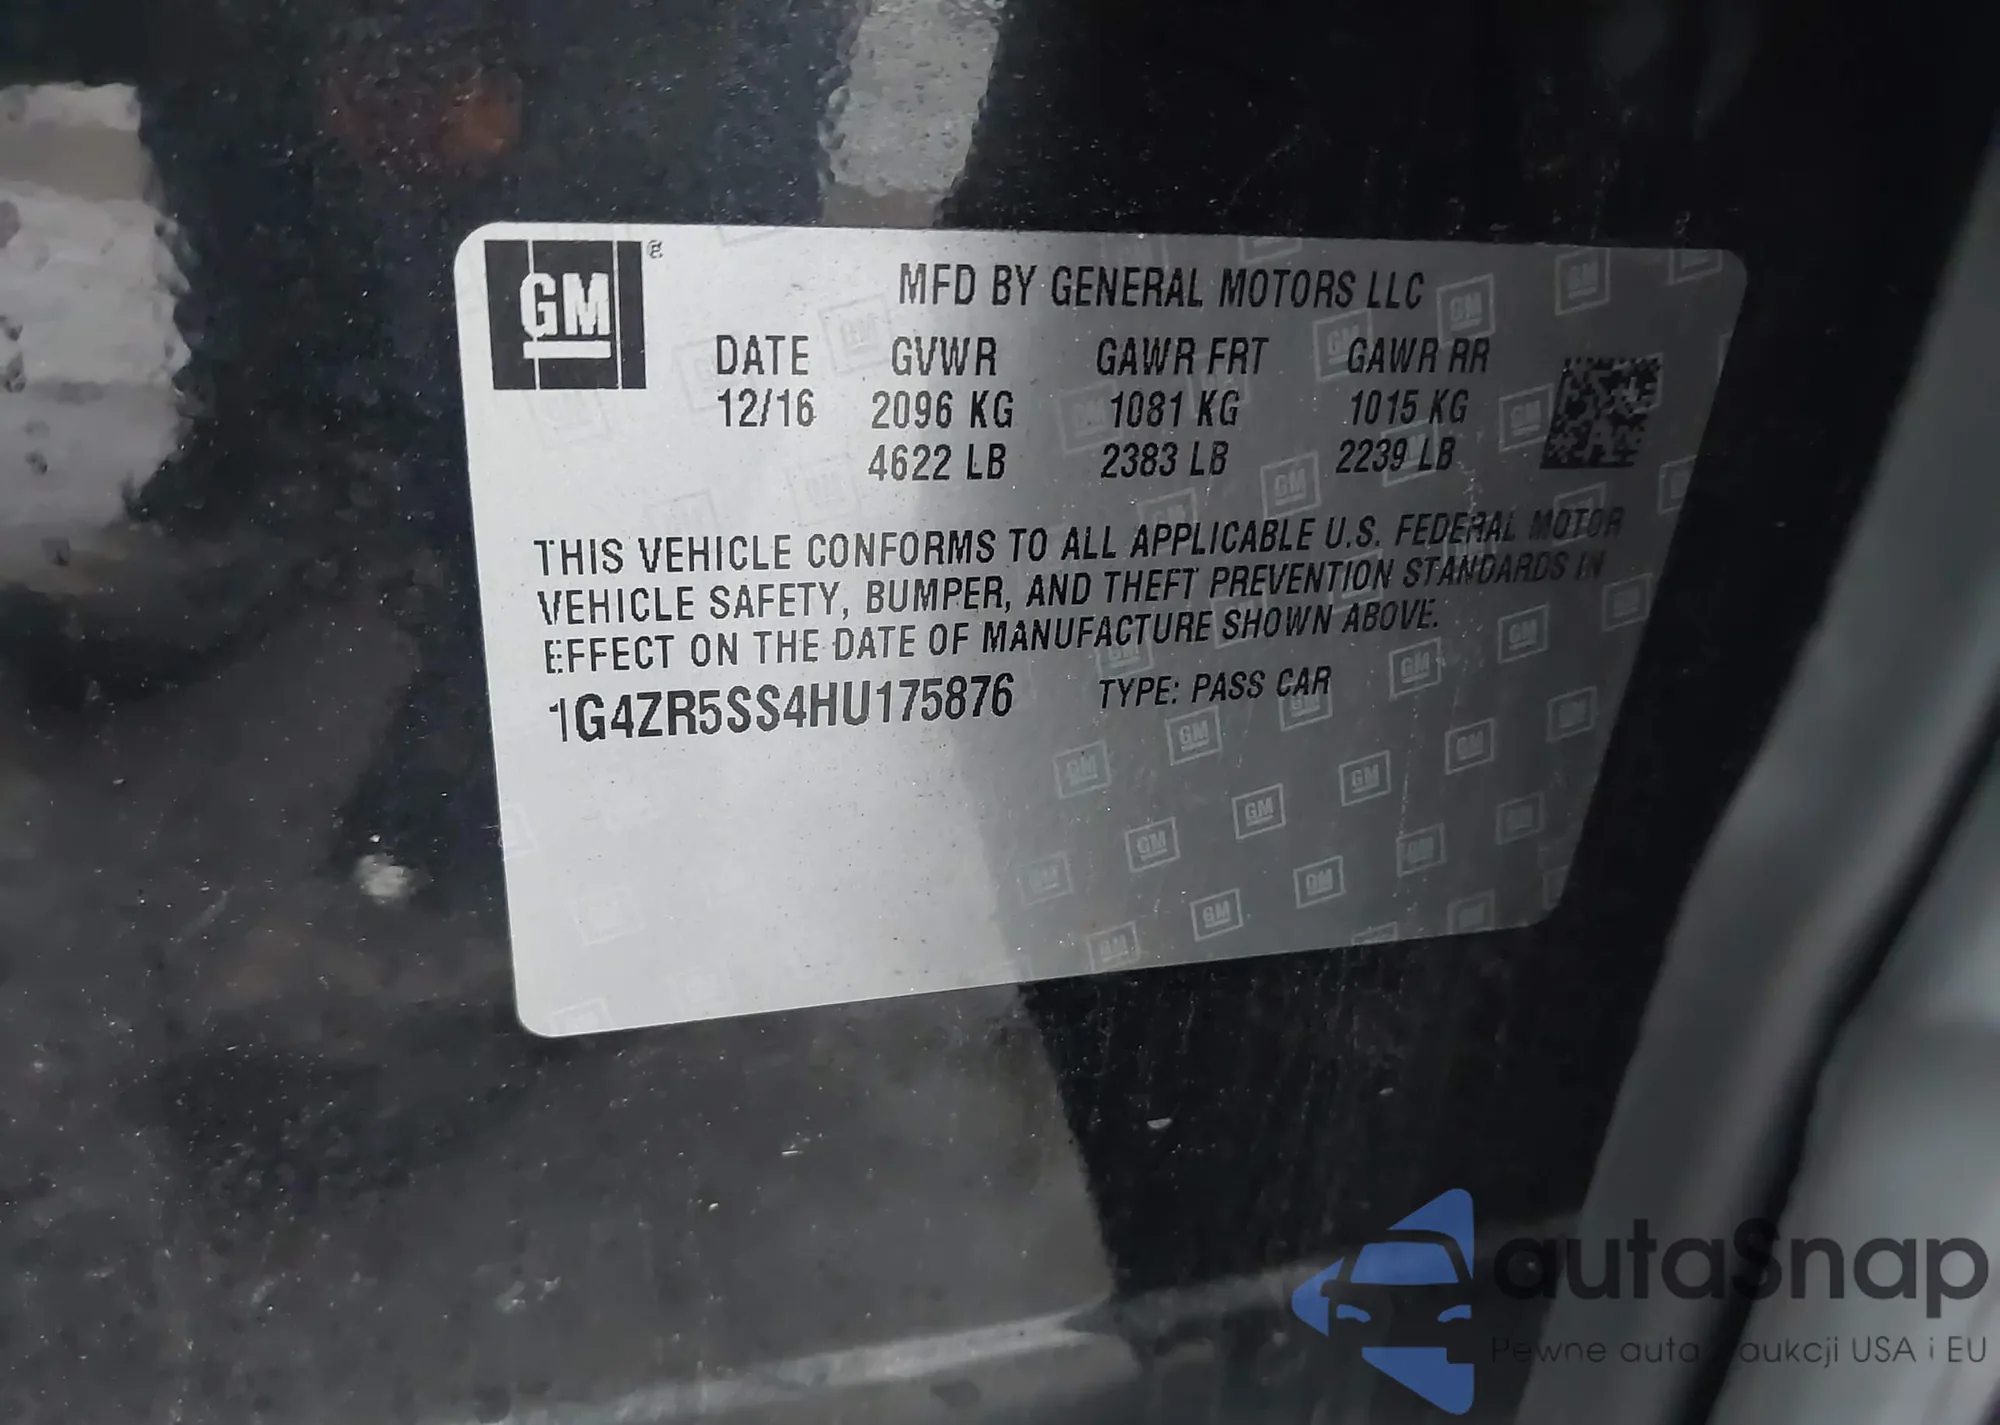 GM
MFD BY GENERAL MOTORS LLC
DATE GVWR GAWR FRT GAWR RR
12/16 2096 KG 1081 KG 1015 KG
4622 LB 2383 LB 2239 LB
THIS VEHICLE CONFORMS TO ALL APPLICABLE U.S. FEDERAL MOTOR
VEHICLE SAFETY, BUMPER, AND THEFT PREVENTION STANDARDS IN
EFFECT ON THE DATE OF MANUFACTURE SHOWN ABOVE.
1G4ZR5SS4HU175876 TYPE: PASS CAR
autaSnap
Pewne auta aukcji USA i EU